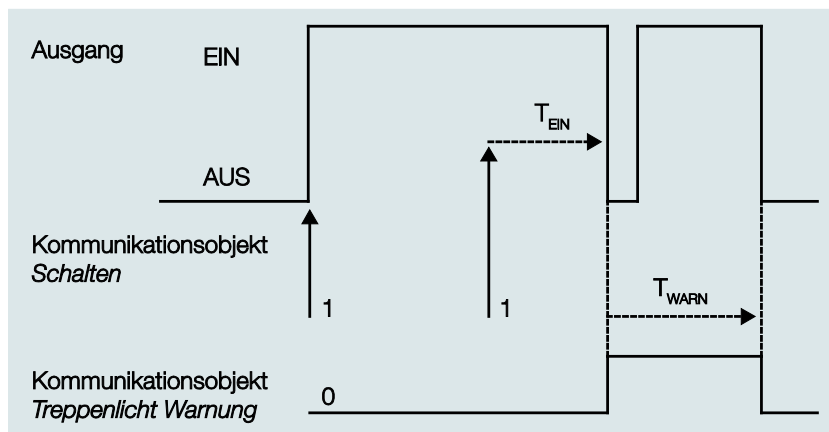 Ausgang EIN
T_EIN
AUS
Kommunikationsobjekt
Schalten
1 1
T_WARN
Kommunikationsobjekt
Treppenlicht Warnung
0